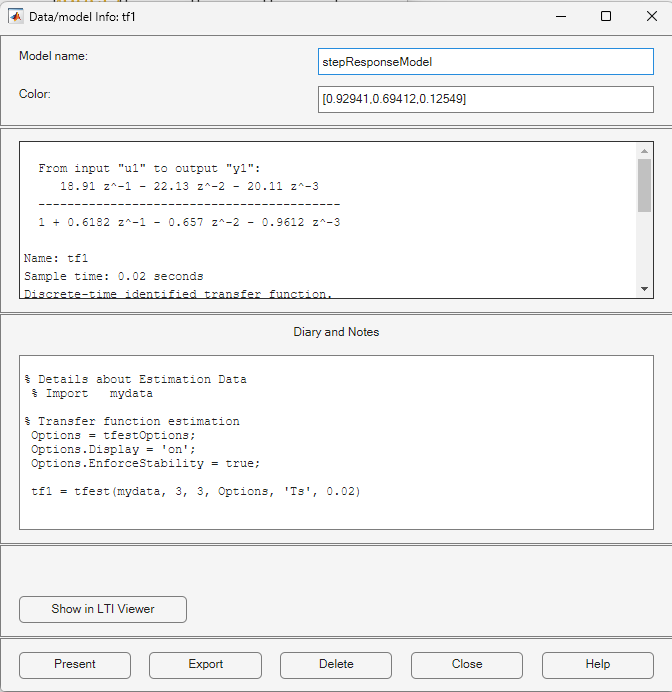 Data/model Info: tf1
Model name:
stepResponseModel
Color:
[0.92941,0.69412,0.12549]
From input "u1" to output "y1":
18.91 z^-1 - 22.13 z^-2 - 20.11 z^-3
------------------------------------------
1 + 0.6182 z^-1 - 0.657 z^-2 - 0.9612 z^-3
Name: tf1
Sample time: 0.02 seconds
Discrete-time identified transfer function.
Diary and Notes
% Details about Estimation Data
% Import   mydata
% Transfer function estimation
Options = tfestOptions;
Options.Display = 'on';
Options.EnforceStability = true;
tf1 = tfest(mydata, 3, 3, Options, 'Ts', 0.02)
Show in LTI Viewer
Present
Export
Delete
Close
Help